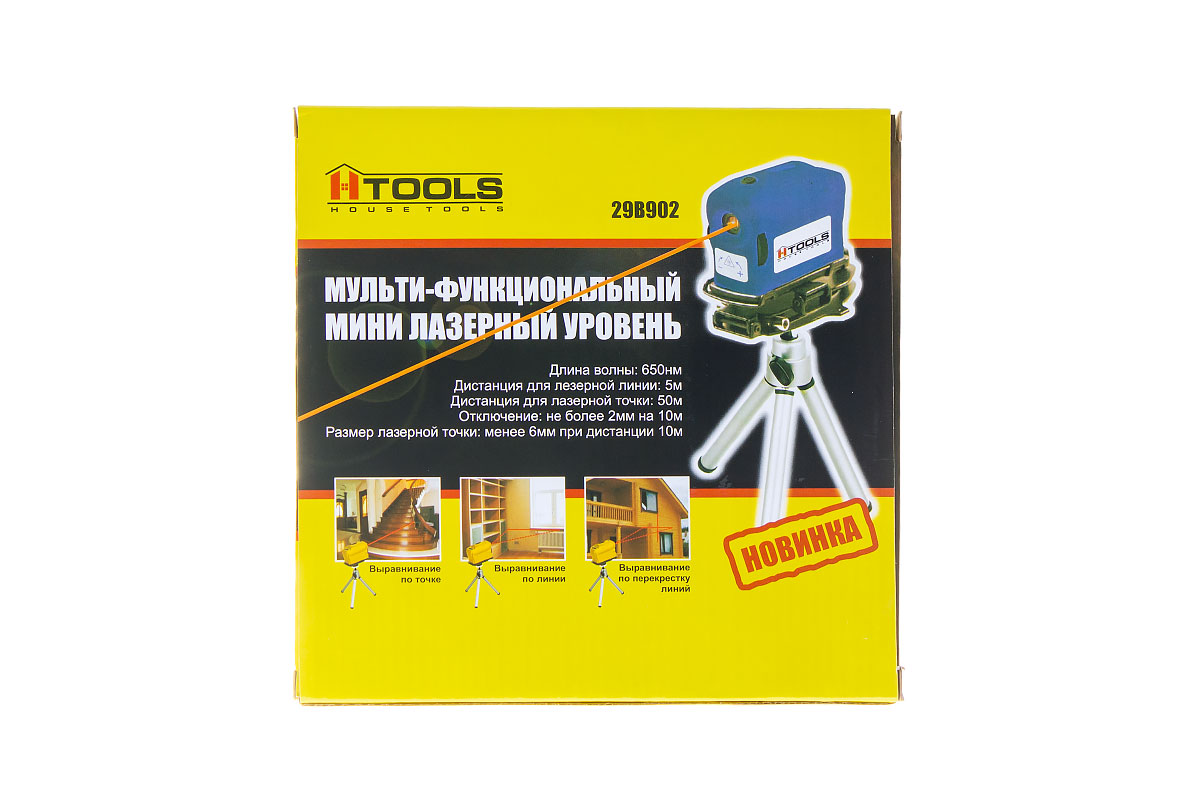 HTOOLS
HOUSE TOOLS
29B902
HTOOLS
МУЛЬТИ-ФУНКЦИОНАЛЬНЫЙ
МИНИ ЛАЗЕРНЫЙ УРОВЕНЬ
Длина волны: 650нм
Дистанция для лезерной линии: 5м
Дистанция для лазерной точки: 50м
Отключение: не более 2мм на 10м
Размер лазерной точки: менее 6мм при дистанции 10м
Выравнивание
по точке
Выравнивание
по линии
Выравнивание
по перекрестку
линий
НОВИНКА